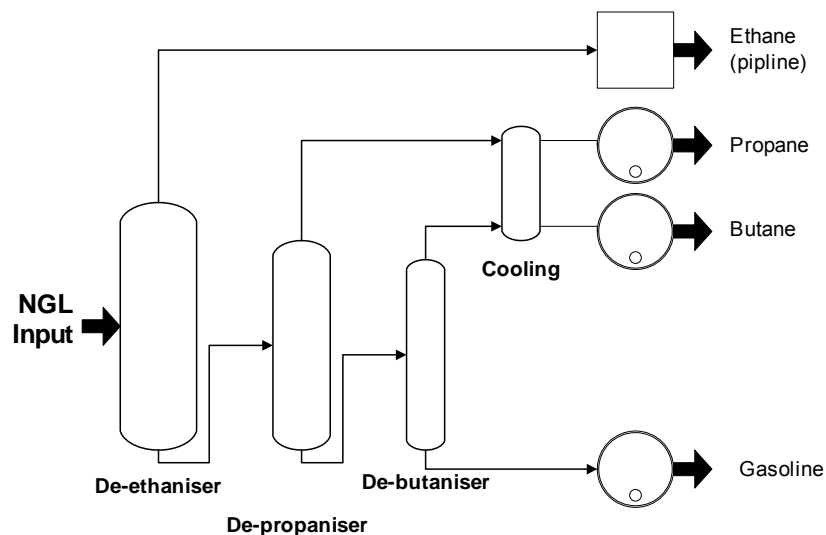 Ethane
(pipline)
Propane
Butane
Cooling
NGL
Input
Gasoline
De-ethaniser
De-butaniser
De-propaniser